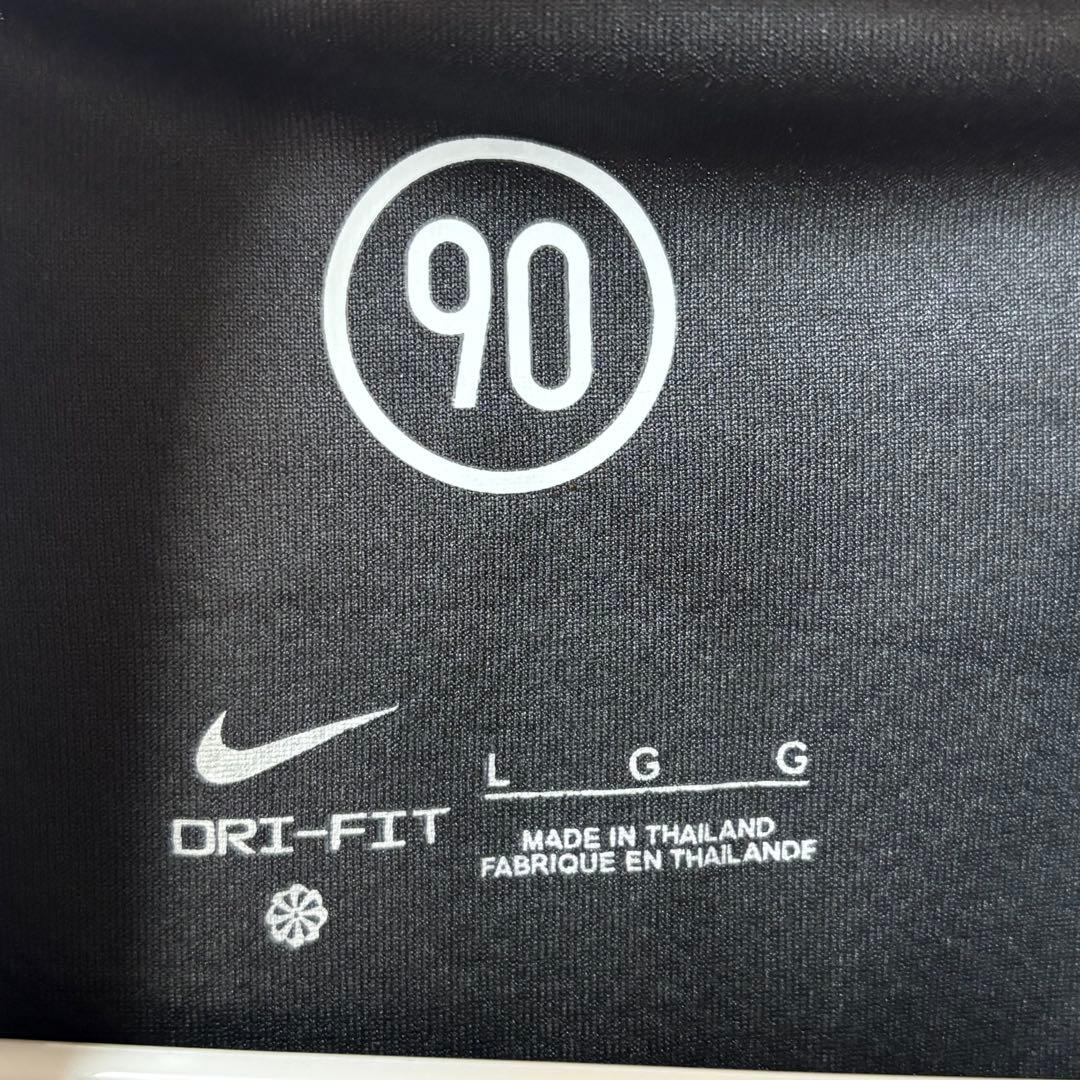 90
DRI-FIT
L G G
MADE IN THAILAND
FABRIQUE EN THAILANDE